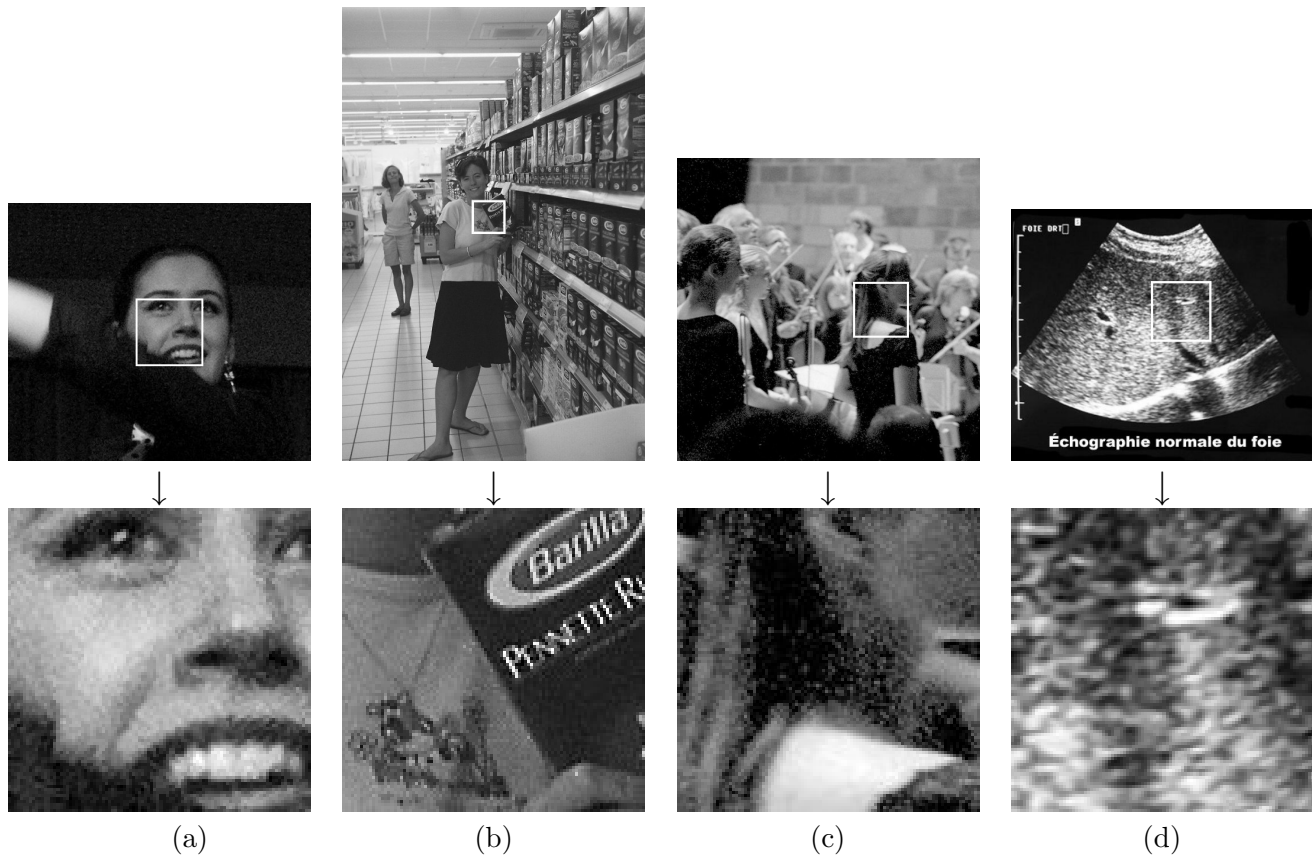 FOIE DRT
Échographie normale du foie
Barilla
PENNETTE R
(a)
(b)
(c)
(d)